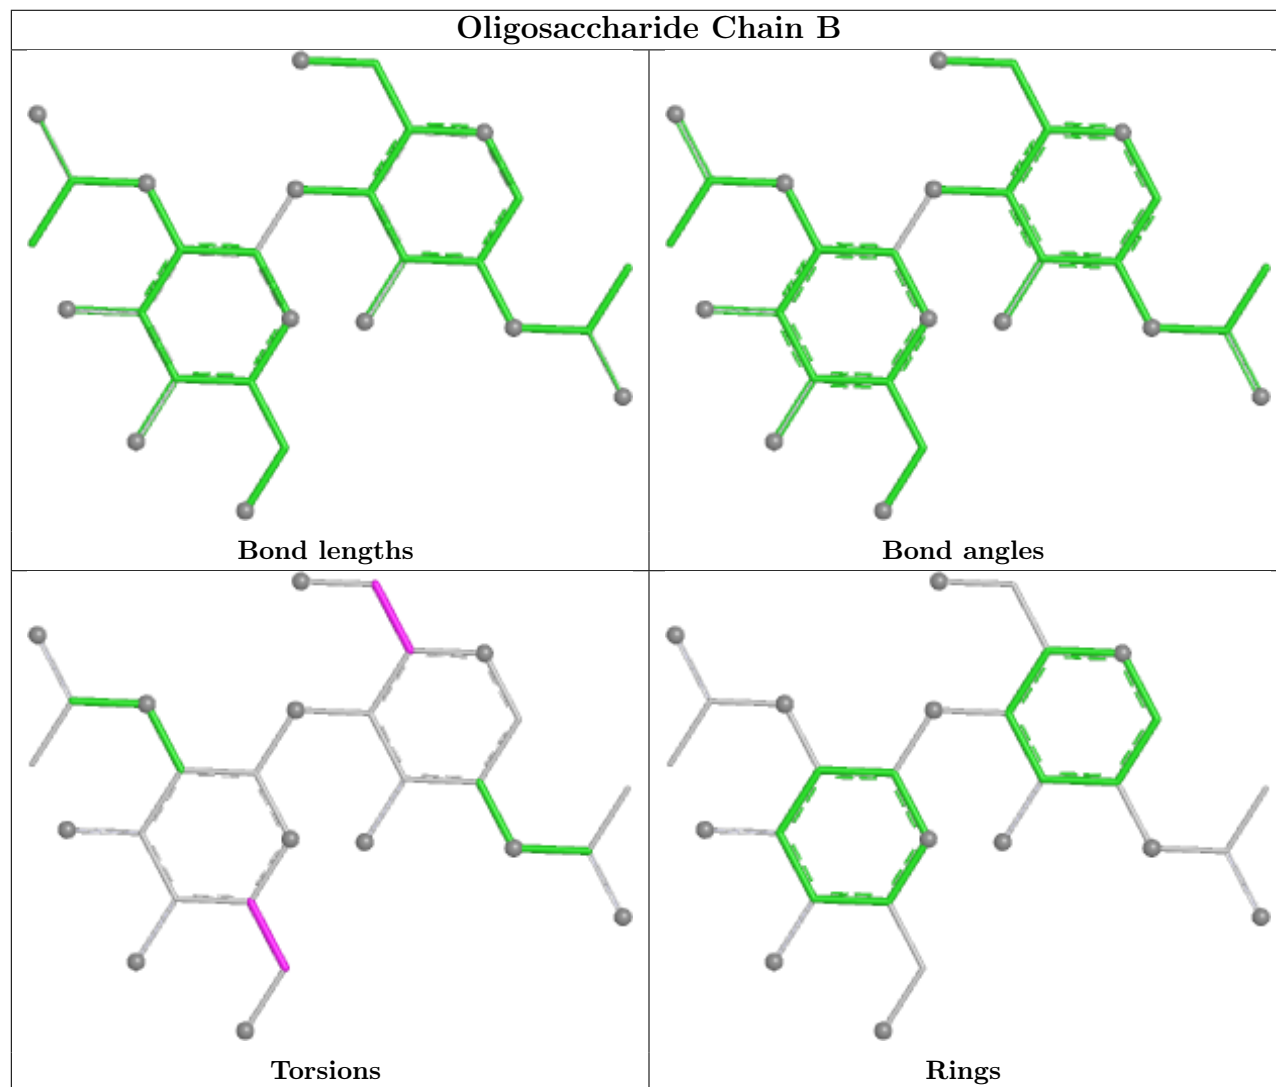 Oligosaccharide Chain B
Bond lengths
Bond angles
Torsions
Rings